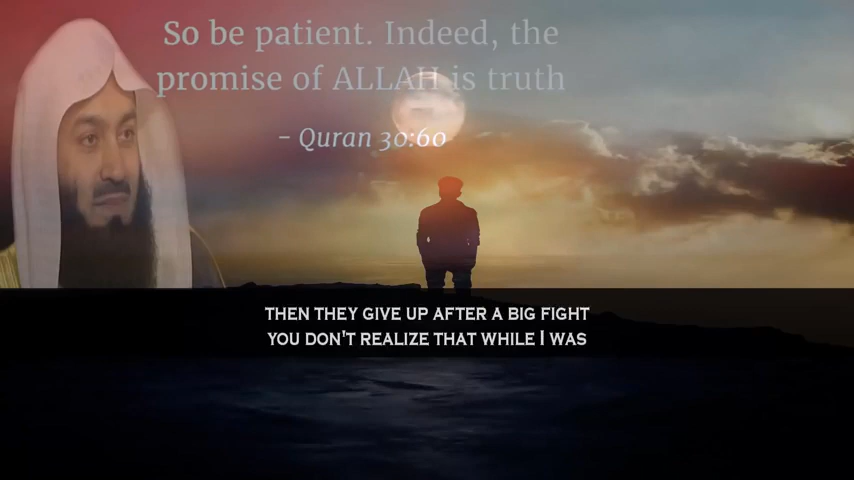 So be patient. Indeed, the
promise of ALLAH is truth
- Quran 30:60
THEN THEY GIVE UP AFTER A BIG FIGHT
YOU DON'T REALIZE THAT WHILE I WAS